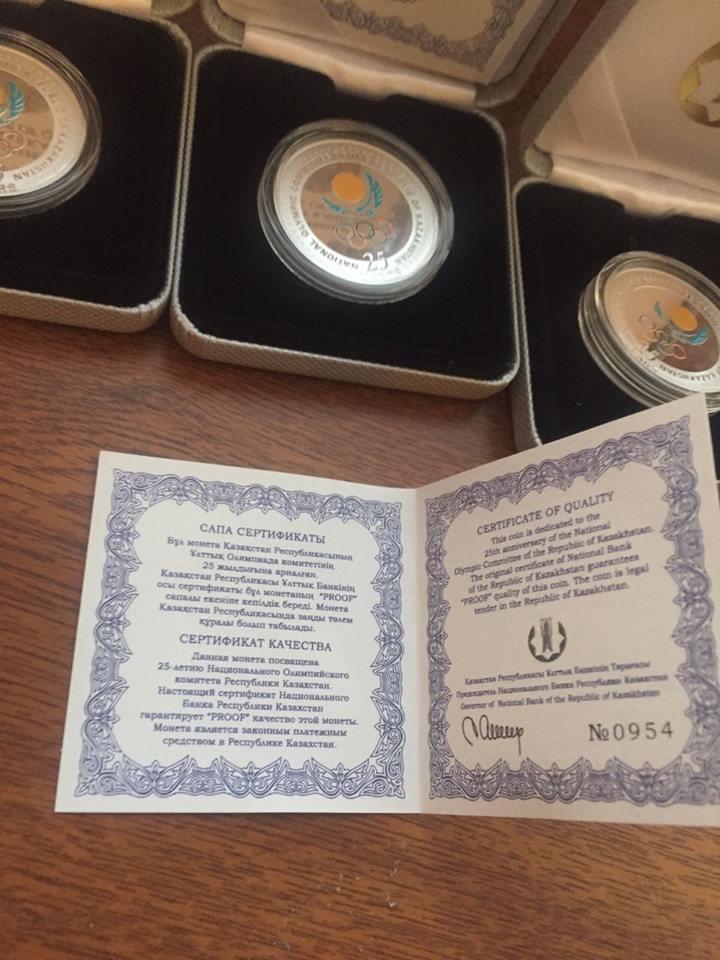 KAZAKHSTAN
NATIONAL OLYMPIC COMMITTEE
OF KAZAKHSTAN
25
KAZAKHSTAN
САПА СЕРТИФИКАТЫ
Бұл монета Қазақстан Республикасының
Ұлттық Олимпиада комитетінің
25 жылдығына арналған.
Қазақстан Республикасы Ұлттық Банкінің
осы сертификаты бұл монетаның "PROOF"
сапалы екеніне кепілдік береді. Монета
Қазақстан Республикасында заңды төлем
құралы болып табылады.
СЕРТИФИКАТ КАЧЕСТВА
Данная монета посвящена
25-летию Национального Олимпийского
комитета Республики Казахстан.
Настоящий сертификат Национального
Банка Республики Казахстан
гарантирует "PROOF" качество этой монеты.
Монета является законным платежным
средством в Республике Казахстан.
CERTIFICATE OF QUALITY
This coin is dedicated to the
25th anniversary of the National
Olympic Committee of the Republic of Kazakhstan.
The original certificate of National Bank
of the Republic of Kazakhstan guarantees
"PROOF" quality of this coin. The coin is legal
tender in the Republic of Kazakhstan.
Қазақстан Республикасы Ұлттық Банкінің Төрағасы
Председатель Национального Банка Республики Казахстан
Governor of National Bank of the Republic of Kazakhstan
№0954